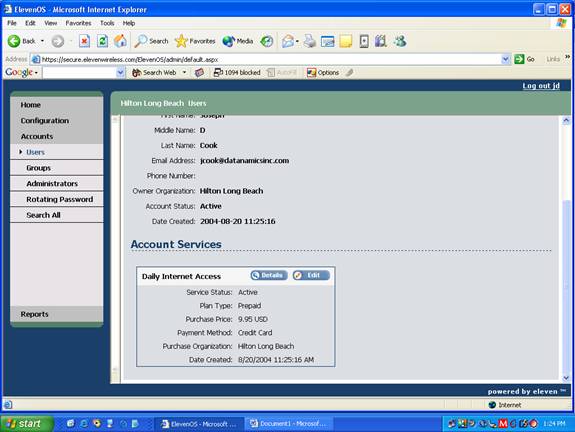 ElevenOS - Microsoft Internet Explorer
File Edit View Favorites Tools Help
Back Search Favorites Media
Address https://secure.elevenwireless.com/ElevenOS/admin/default.aspx Go Links »
Google Search Web 1094 blocked AutoFill Options
Log out jd
Home
Configuration
Accounts
Users
Groups
Administrators
Rotating Password
Search All
Reports
Hilton Long Beach Users
First Name: Joseph
Middle Name: D
Last Name: Cook
Email Address: jcook@datanamicsinc.com
Phone Number:
Owner Organization: Hilton Long Beach
Account Status: Active
Date Created: 2004-08-20 11:25:16
Account Services
Daily Internet Access Details Edit
Service Status: Active
Plan Type: Prepaid
Purchase Price: 9.95 USD
Payment Method: Credit Card
Purchase Organization: Hilton Long Beach
Date Created: 8/20/2004 11:25:16 AM
powered by eleven ™
Internet
start ElevenOS - Microsoft ... Document1 - Microsof... 1:24 PM